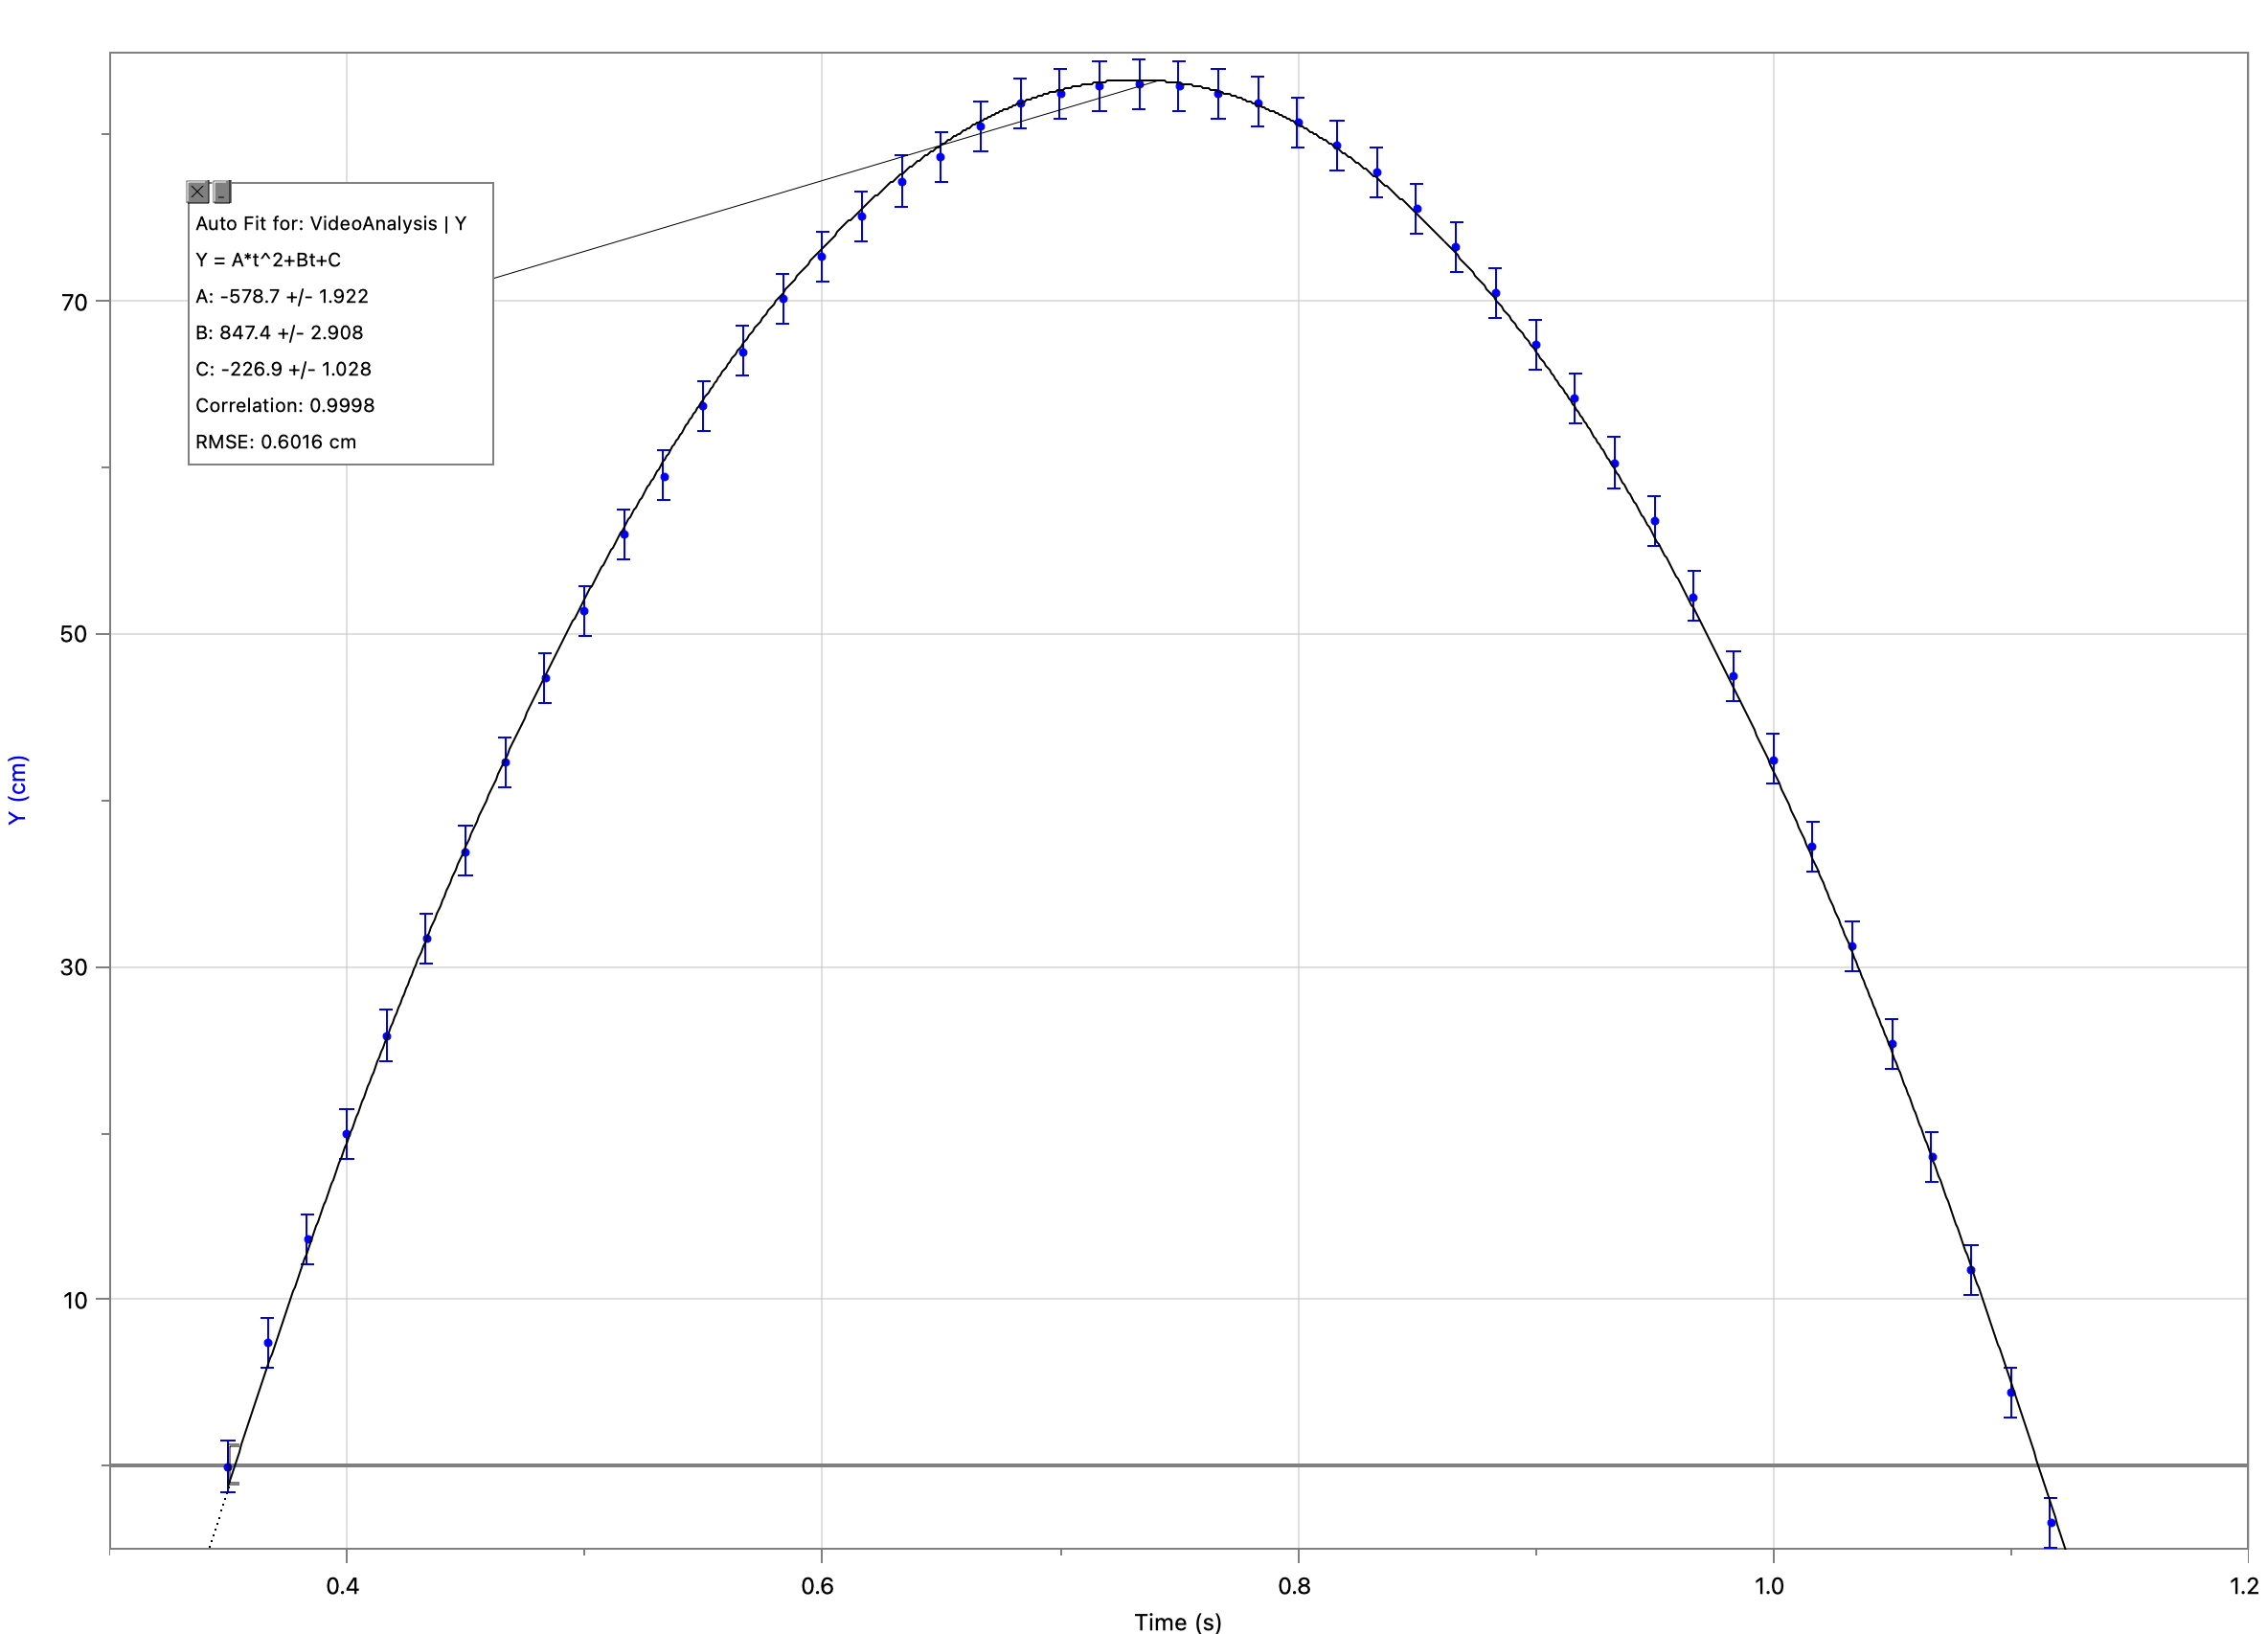 Auto Fit for: VideoAnalysis | Y
Y = A*t^2+Bt+C
A: -578.7 +/- 1.922
B: 847.4 +/- 2.908
C: -226.9 +/- 1.028
Correlation: 0.9998
RMSE: 0.6016 cm
70
50
30
10
Y (cm)
0.4
0.6
0.8
1.0
1.2
Time (s)